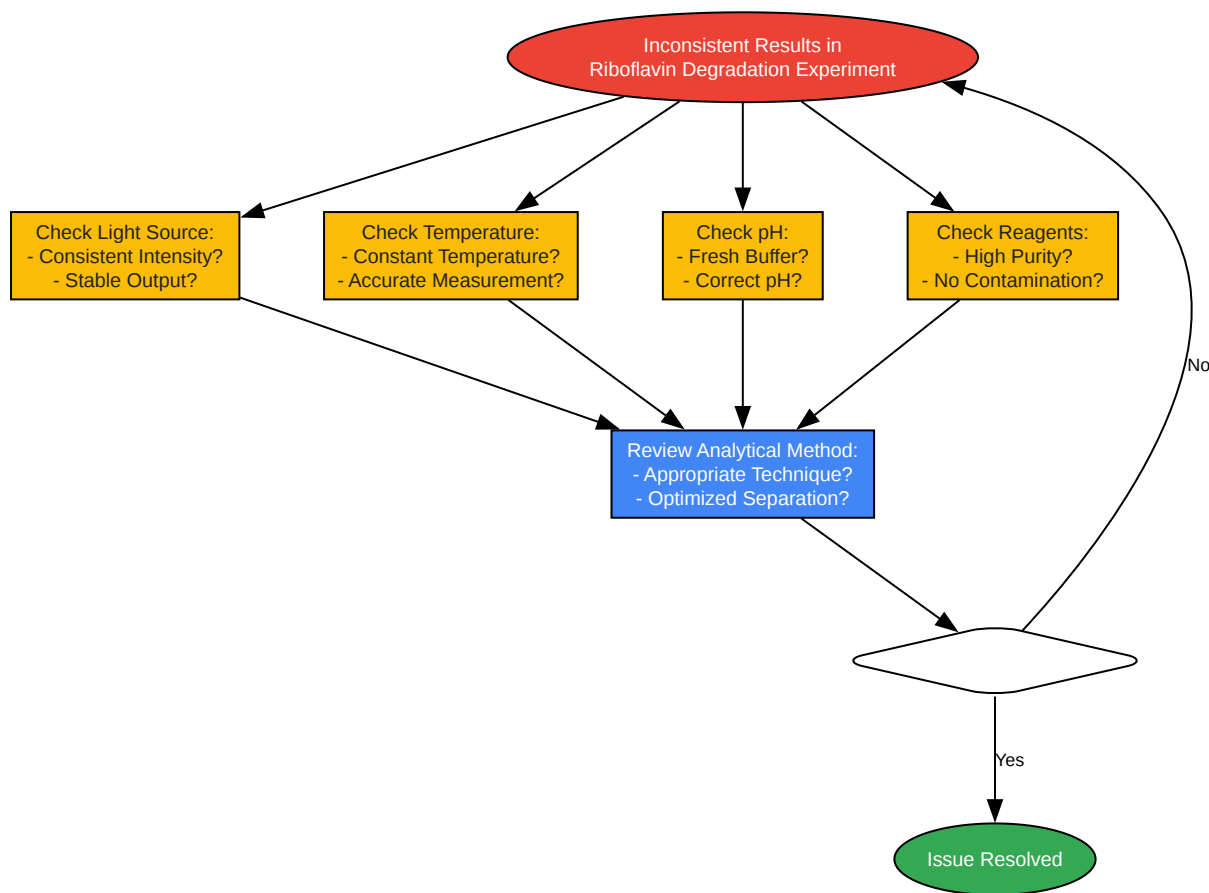 Inconsistent Results in
Riboflavin Degradation Experiment
Check Light Source:
- Consistent Intensity?
- Stable Output?
Check Temperature:
- Constant Temperature?
- Accurate Measurement?
Check pH:
- Fresh Buffer?
- Correct pH?
Check Reagents:
- High Purity?
- No Contamination?
No
Review Analytical Method:
- Appropriate Technique?
- Optimized Separation?
Yes
Issue Resolved